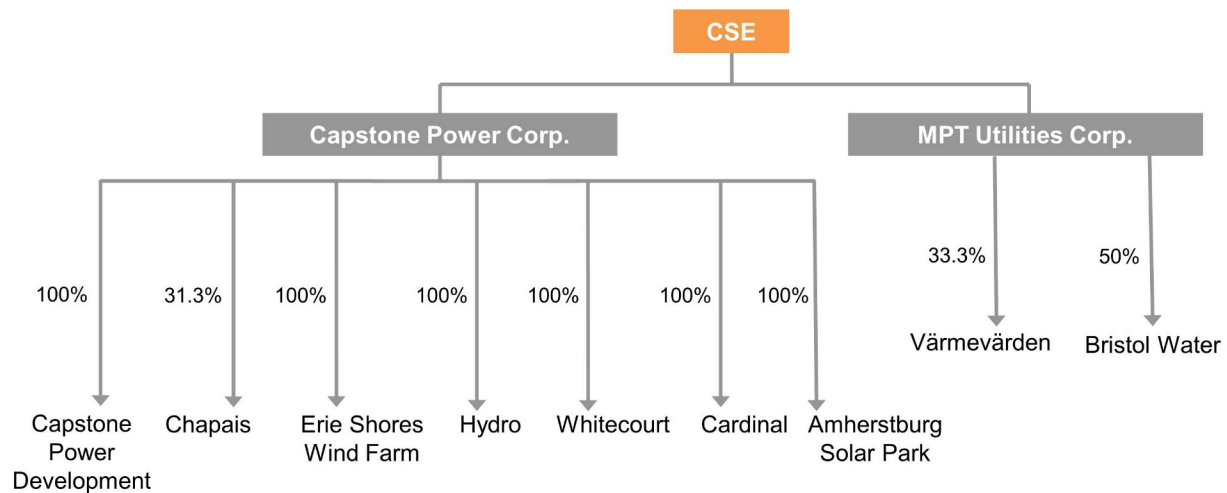 CSE
Capstone Power Corp.
MPT Utilities Corp.
100%
31.3%
100%
100%
100%
100%
100%
33.3%
50%
Värmevärden
Bristol Water
Capstone
Power
Development
Chapais
Erie Shores
Wind Farm
Hydro
Whitecourt
Cardinal
Amherstburg
Solar Park